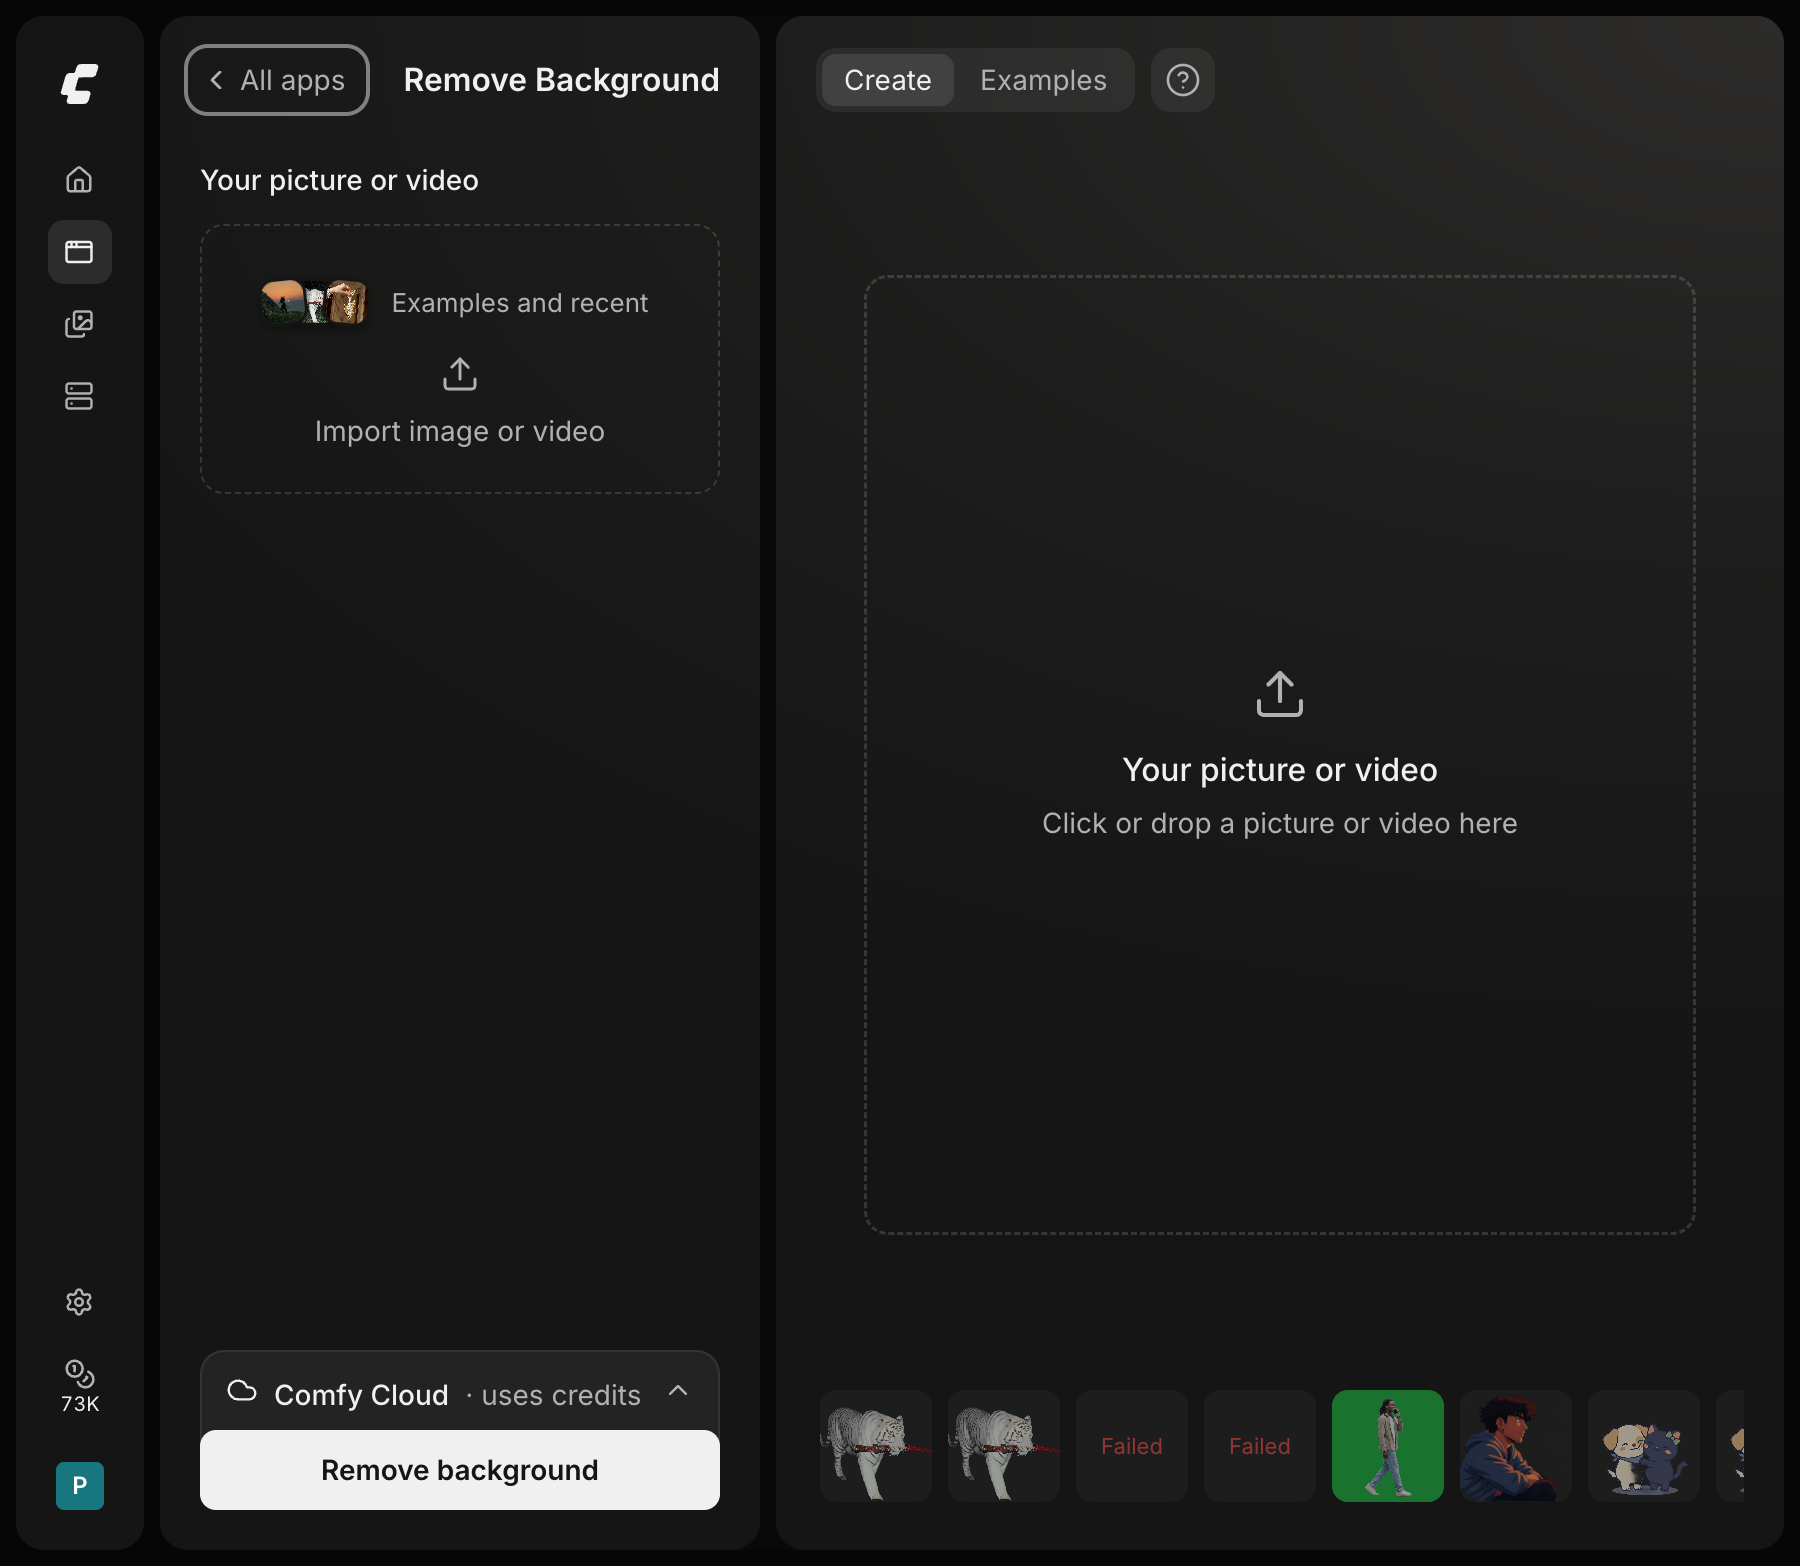 All apps
Remove Background
Create
Examples
Your picture or video
Examples and recent
Import image or video
Your picture or video
Click or drop a picture or video here
73K
Comfy Cloud · uses credits
Remove background
P
Failed
Failed